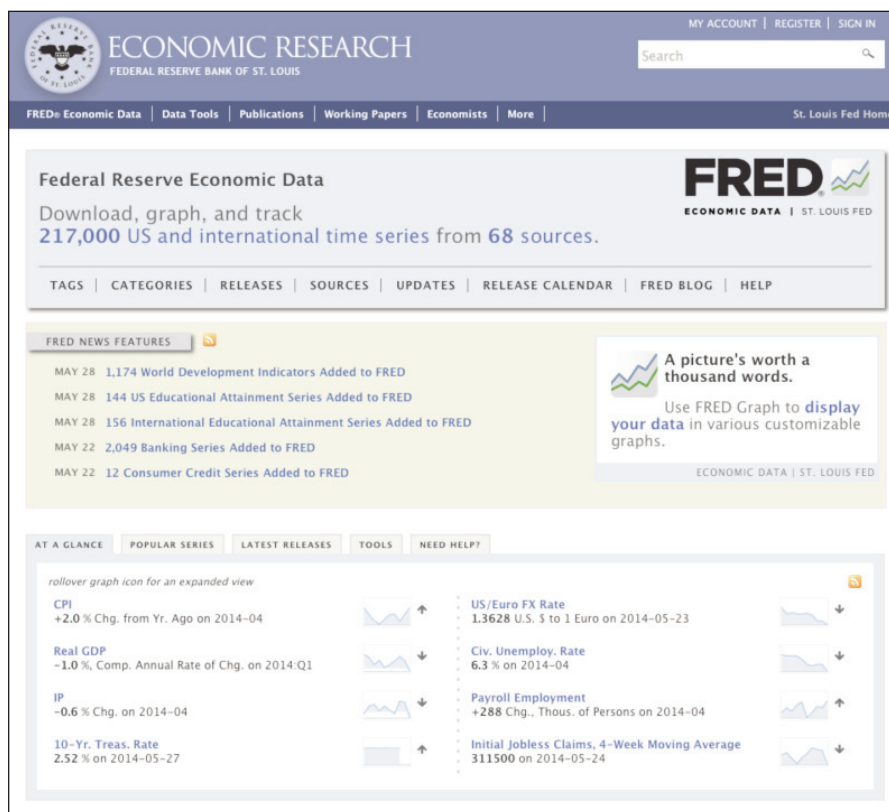 MY ACCOUNT | REGISTER | SIGN IN
ECONOMIC RESEARCH
FEDERAL RESERVE BANK OF ST. LOUIS
Search
FRED® Economic Data | Data Tools | Publications | Working Papers | Economists | More |
St. Louis Fed Home
Federal Reserve Economic Data
Download, graph, and track
217,000 US and international time series from 68 sources.
FRED®
ECONOMIC DATA | ST. LOUIS FED
TAGS | CATEGORIES | RELEASES | SOURCES | UPDATES | RELEASE CALENDAR | FRED BLOG | HELP
FRED NEWS FEATURES
MAY 28 1,174 World Development Indicators Added to FRED
MAY 28 144 US Educational Attainment Series Added to FRED
MAY 28 156 International Educational Attainment Series Added to FRED
MAY 22 2,049 Banking Series Added to FRED
MAY 22 12 Consumer Credit Series Added to FRED
A picture's worth a
thousand words.
Use FRED Graph to display
your data in various customizable
graphs.
ECONOMIC DATA | ST. LOUIS FED
AT A GLANCE
POPULAR SERIES
LATEST RELEASES
TOOLS
NEED HELP?
rollover graph icon for an expanded view
CPI
+2.0 % Chg. from Yr. Ago on 2014-04
Real GDP
-1.0 %, Comp. Annual Rate of Chg. on 2014:Q1
IP
-0.6 % Chg. on 2014-04
10-Yr. Treas. Rate
2.52 % on 2014-05-27
US/Euro FX Rate
1.3628 U.S. $ to 1 Euro on 2014-05-23
Civ. Unemploy. Rate
6.3 % on 2014-04
Payroll Employment
+288 Chg., Thous. of Persons on 2014-04
Initial Jobless Claims, 4-Week Moving Average
311500 on 2014-05-24